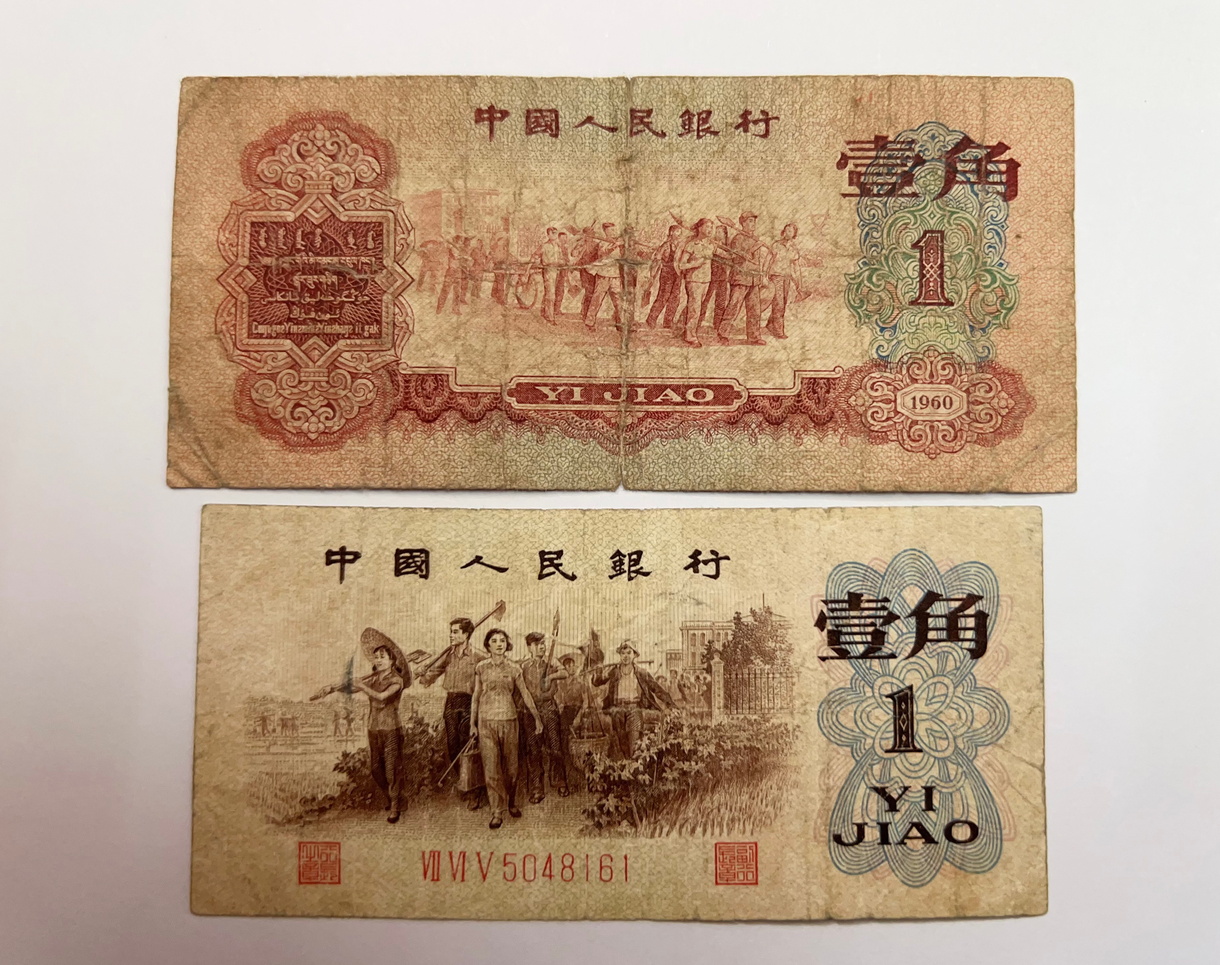 中國人民銀行
壹角
1
YI JIAO
1960
中國人民銀行
壹角
1
YI
JIAO
Ⅶ Ⅵ Ⅴ 5048161